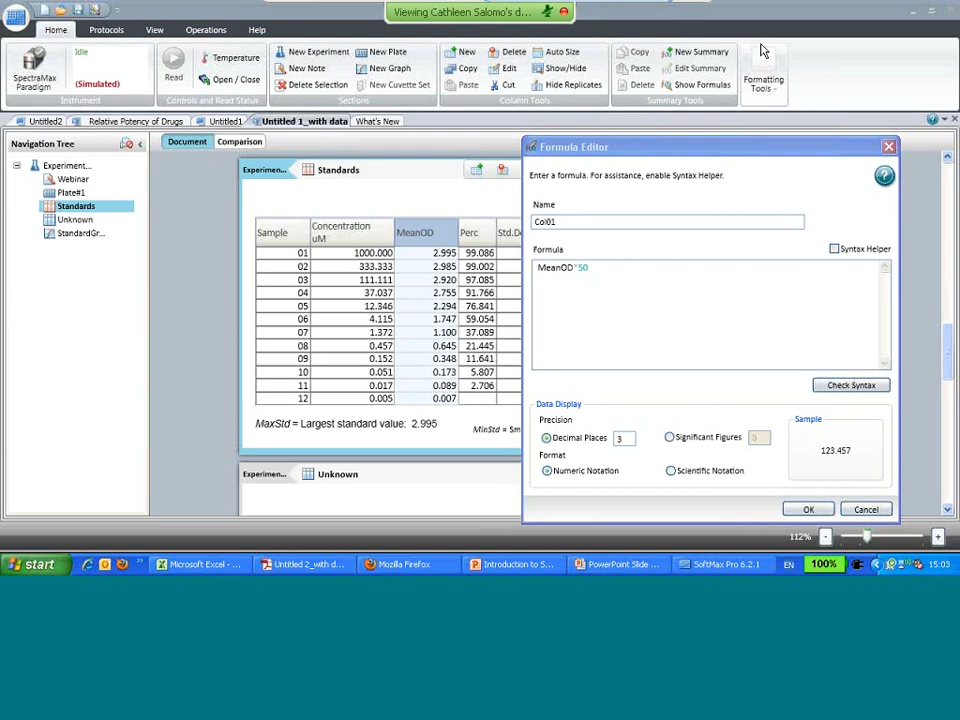 Viewing Cathleen Salomo's d...
Home Protocols View Operations Help
SpectraMax Paradigm
Idle
(Simulated)
Instrument
Read
Temperature
Open / Close
Controls and Read Status
New Experiment New Plate
New Note New Graph
Delete Selection New Cuvette Set
Sections
New Delete Auto Size
Copy Edit Show/Hide
Paste Cut Hide Replicates
Column Tools
Copy New Summary
Paste Edit Summary
Delete Show Formulas
Summary Tools
Formatting Tools
Untitled2 Relative Potency of Drugs Untitled1 Untitled 1_with data What's New
Navigation Tree
Experiment...
Webinar
Plate#1
Standards
Unknown
StandardGr...
Document Comparison
Experimen... Standards
Sample Concentration uM MeanOD Perc Std.De
01 1000.000 2.995 99.086
02 333.333 2.985 99.002
03 111.111 2.920 97.085
04 37.037 2.755 91.766
05 12.346 2.294 76.841
06 4.115 1.747 59.054
07 1.372 1.100 37.089
08 0.457 0.645 21.445
09 0.152 0.348 11.641
10 0.051 0.173 5.807
11 0.017 0.089 2.706
12 0.005 0.007
MaxStd = Largest standard value: 2.995 MinStd = Sm
Experimen... Unknown
Formula Editor
Enter a formula. For assistance, enable Syntax Helper.
Name
Col01
Formula Syntax Helper
MeanOD*50
Check Syntax
Data Display
Precision
Decimal Places 3 Significant Figures 3
Format
Numeric Notation Scientific Notation
Sample
123.457
OK Cancel
112% - +
start Microsoft Excel - ... Untitled 2_with d... Mozilla Firefox Introduction to S... PowerPoint Slide ... SoftMax Pro 6.2.1 EN 100% 15:03